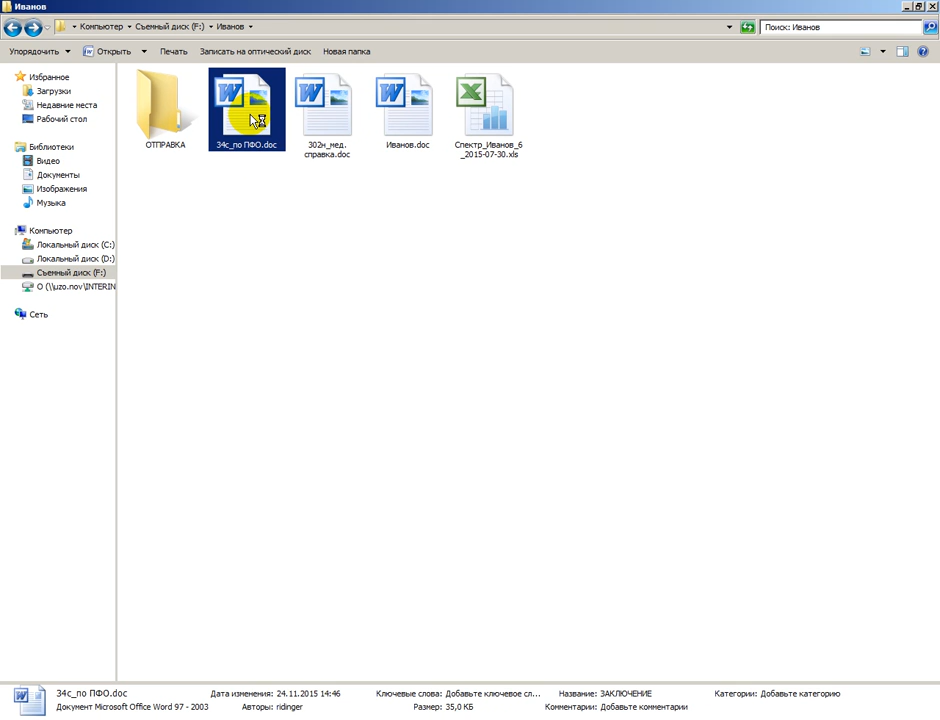 Иванов
Компьютер Съемный диск (F:) Иванов
Поиск: Иванов
Упорядочить Открыть Печать Записать на оптический диск Новая папка
Избранное
Загрузки
Недавние места
Рабочий стол
Библиотеки
Видео
Документы
Изображения
Музыка
Компьютер
Локальный диск (C:)
Локальный диск (D:)
Съемный диск (F:)
O (\\uzo.nov\INTERIN
Сеть
ОТПРАВКА
34с_по ПФО.doc
302н_мед.
справка.doc
Иванов.doc
Спектр_Иванов_6
_2015-07-30.xls
34с_по ПФО.doc Дата изменения: 24.11.2015 14:46 Ключевые слова: Добавьте ключевое сл... Название: ЗАКЛЮЧЕНИЕ Категории: Добавьте категорию
Документ Microsoft Office Word 97 - 2003 Авторы: ridinger Размер: 35,0 КБ Комментарии: Добавьте комментарии